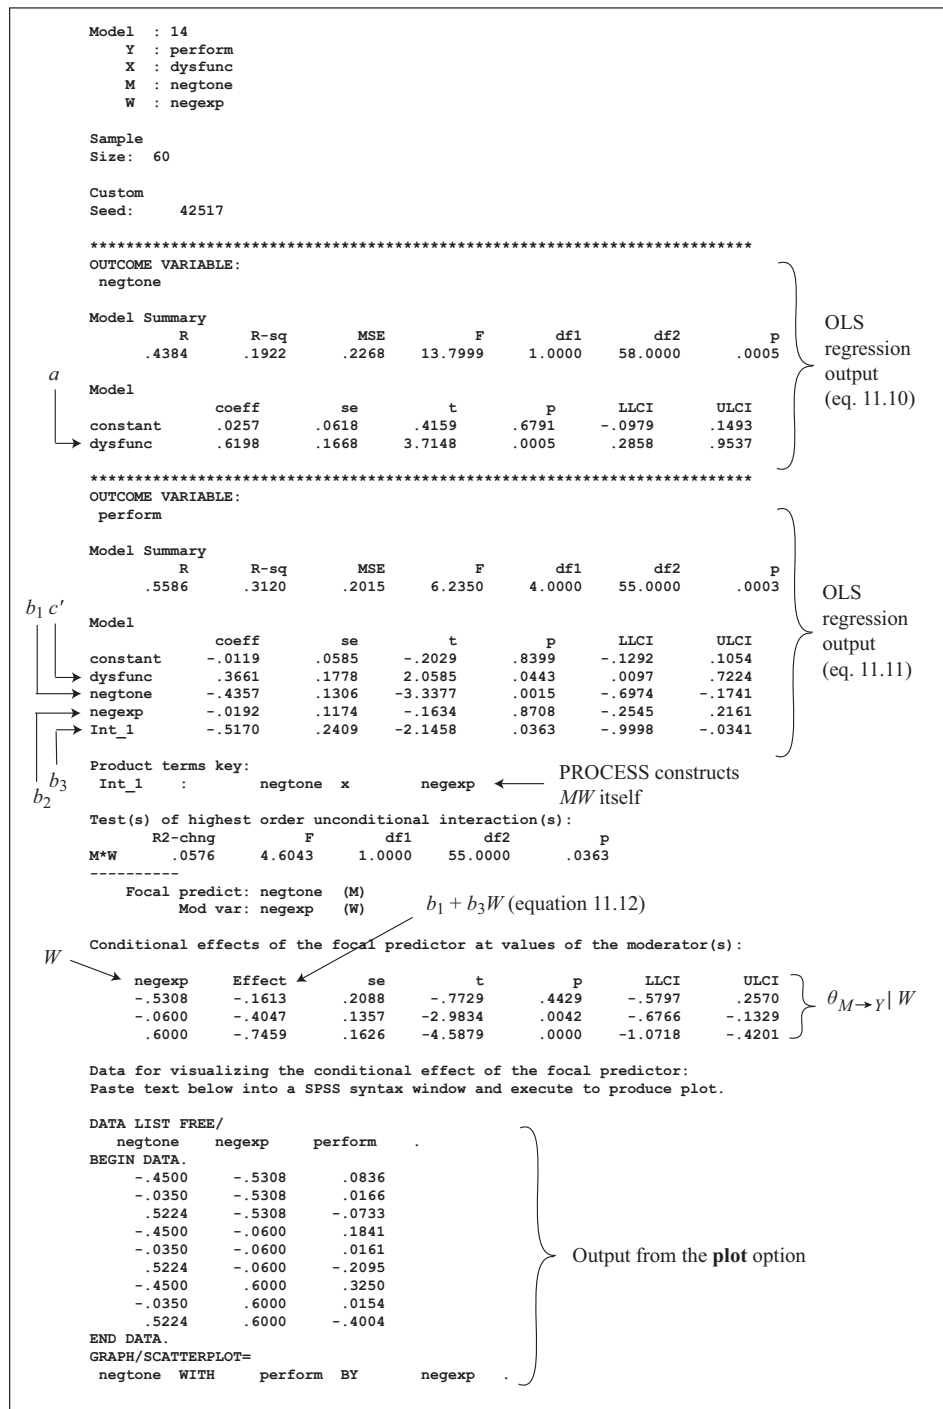 Model : 14
Y : perform
X : dysfunc
M : negtone
W : negexp
Sample
Size: 60
Custom
Seed: 42517
**************************************************************************
OUTCOME VARIABLE:
negtone
Model Summary
R R-sq MSE F df1 df2 p
.4384 .1922 .2268 13.7999 1.0000 58.0000 .0005
OLS
regression
output
(eq. 11.10)
a
Model
coeff se t p LLCI ULCI
constant .0257 .0618 .4159 .6791 -.0979 .1493
dysfunc .6198 .1668 3.7148 .0005 .2858 .9537
**************************************************************************
OUTCOME VARIABLE:
perform
Model Summary
R R-sq MSE F df1 df2 p
.5586 .3120 .2015 6.2350 4.0000 55.0000 .0003
OLS
regression
output
(eq. 11.11)
b1 c′
Model
coeff se t p LLCI ULCI
constant -.0119 .0585 -.2029 .8399 -.1292 .1054
dysfunc .3661 .1778 2.0585 .0443 .0097 .7224
negtone -.4357 .1306 -3.3377 .0015 -.6974 -.1741
negexp -.0192 .1174 -.1634 .8708 -.2545 .2161
Int_1 -.5170 .2409 -2.1458 .0363 -.9998 -.0341
b2 b3
Product terms key:
Int_1 : negtone x negexp
PROCESS constructs
MW itself
Test(s) of highest order unconditional interaction(s):
R2-chng F df1 df2 p
M*W .0576 4.6043 1.0000 55.0000 .0363
----------
Focal predict: negtone (M)
Mod var: negexp (W)
b1 + b3W (equation 11.12)
Conditional effects of the focal predictor at values of the moderator(s):
W
negexp Effect se t p LLCI ULCI
-.5308 -.1613 .2088 -.7729 .4429 -.5797 .2570
-.0600 -.4047 .1357 -2.9834 .0042 -.6766 -.1329
.6000 -.7459 .1626 -4.5879 .0000 -1.0718 -.4201
θM→Y | W
Data for visualizing the conditional effect of the focal predictor:
Paste text below into a SPSS syntax window and execute to produce plot.
DATA LIST FREE/
negtone negexp perform .
BEGIN DATA.
-.4500 -.5308 .0836
-.0350 -.5308 .0166
.5224 -.5308 -.0733
-.4500 -.0600 .1841
-.0350 -.0600 .0161
.5224 -.0600 -.2095
-.4500 .6000 .3250
-.0350 .6000 .0154
.5224 .6000 -.4004
END DATA.
GRAPH/SCATTERPLOT=
negtone WITH perform BY negexp .
Output from the plot option